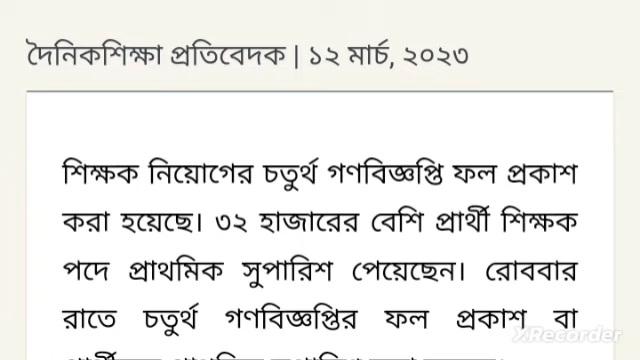 দৈনিকশিক্ষা প্রতিবেদক | ১২ মার্চ, ২০২৩
শিক্ষক নিয়োগের চতুর্থ গণবিজ্ঞপ্তি ফল প্রকাশ
করা হয়েছে। ৩২ হাজারের বেশি প্রার্থী শিক্ষক
পদে প্রাথমিক সুপারিশ পেয়েছেন। রোববার
রাতে চতুর্থ গণবিজ্ঞপ্তির ফল প্রকাশ বা
XRecorder